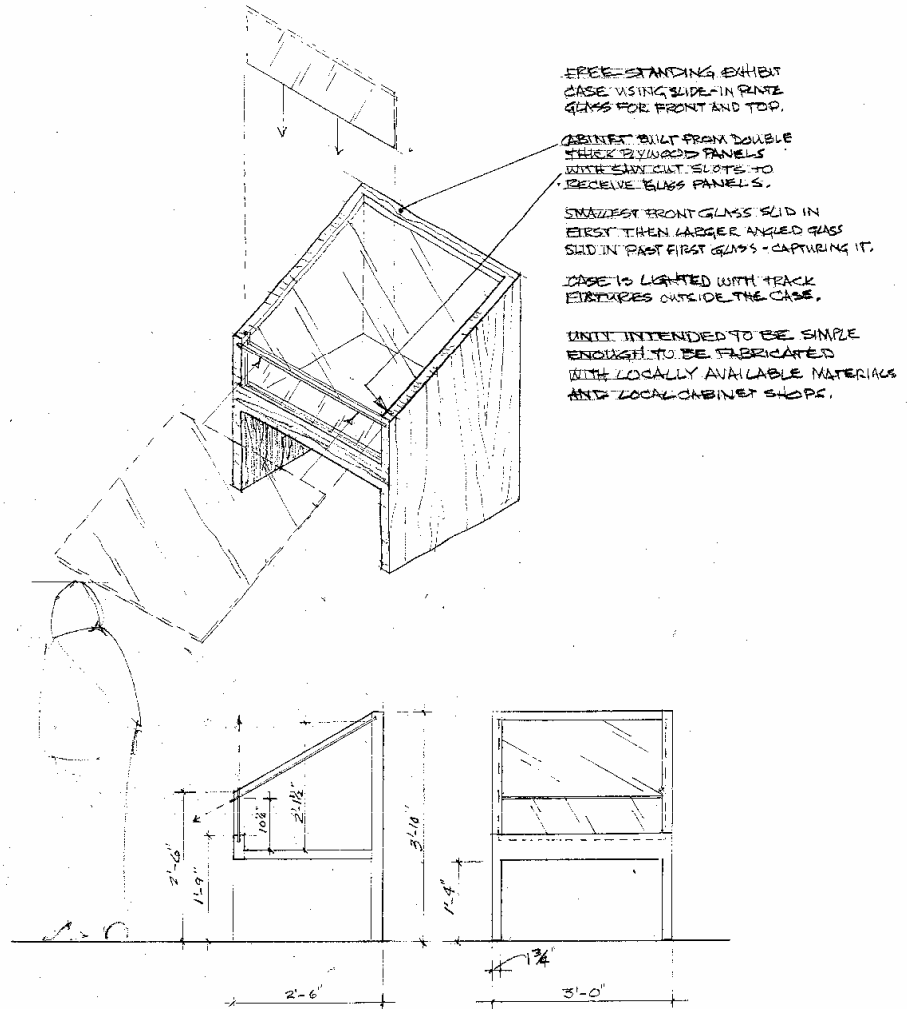 FREE-STANDING EXHIBIT
CASE USING SLIDE-IN PLATE
GLASS FOR FRONT AND TOP.
CABINET BUILT FROM DOUBLE
THICK PLYWOOD PANELS
WITH SAW CUT SLOTS TO
RECEIVE GLASS PANELS.
SMALLEST FRONT GLASS SLID IN
FIRST THEN LARGER ANGLED GLASS
SLID IN PAST FIRST GLASS - CAPTURING IT.
CASE IS LIGHTED WITH TRACK
FIXTURES OUTSIDE THE CASE.
UNIT INTENDED TO BE SIMPLE
ENOUGH TO BE FABRICATED
WITH LOCALLY AVAILABLE MATERIALS
AND LOCAL CABINET SHOPS.
2'-6"
1'-9"
10½"
2'-1½"
3'-10"
1'-4"
1¾"
2'-6"
3'-0"